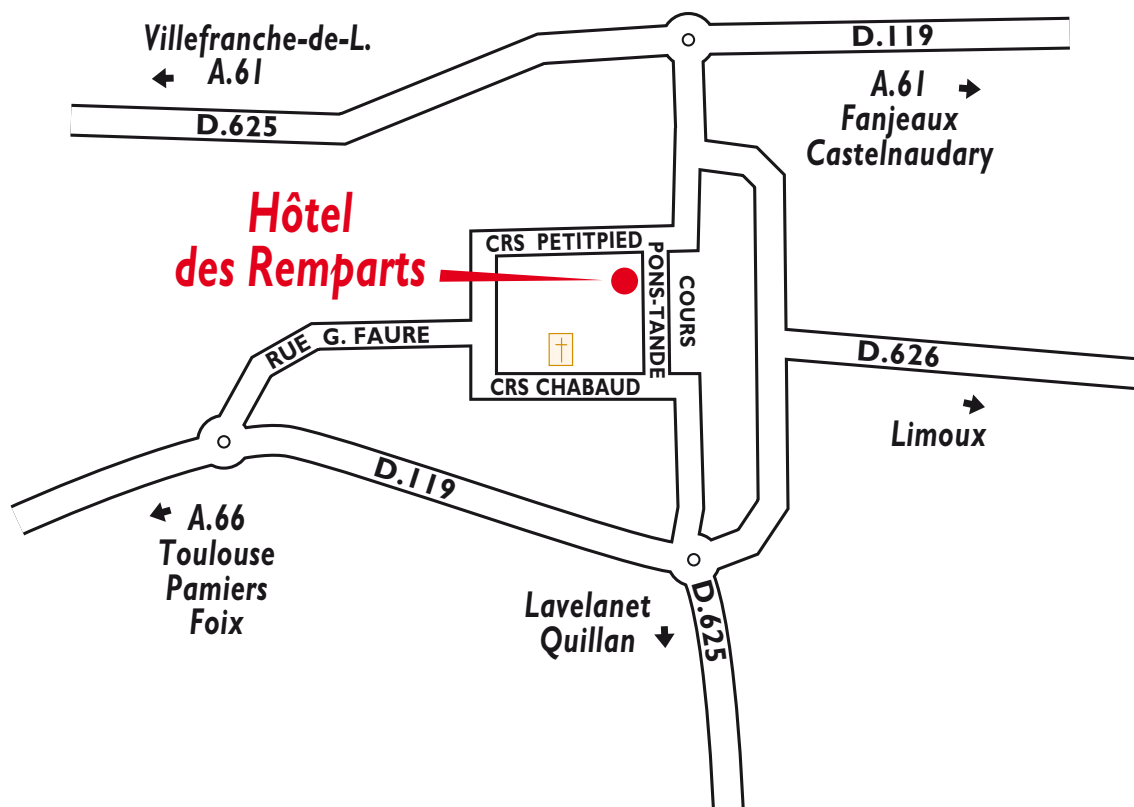 Villefranche-de-L.
A.61
D.625
D.119
A.61
Fanjeaux
Castelnaudary
Hôtel
des Remparts
CRS PETITPIED
PONS-TANDE
COURS
RUE G. FAURE
CRS CHABAUD
D.626
Limoux
D.119
A.66
Toulouse
Pamiers
Foix
Lavelanet
Quillan
D.625